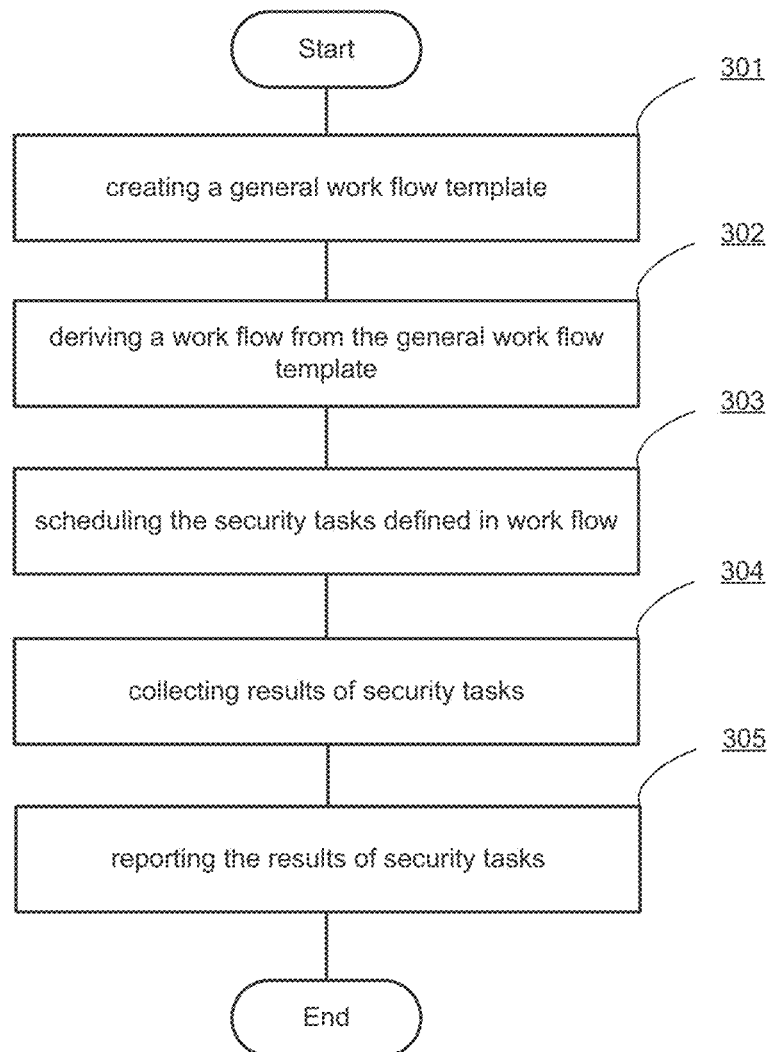 Start
301
creating a general work flow template
302
deriving a work flow from the general work flow
template
303
scheduling the security tasks defined in work flow
304
collecting results of security tasks
305
reporting the results of security tasks
End